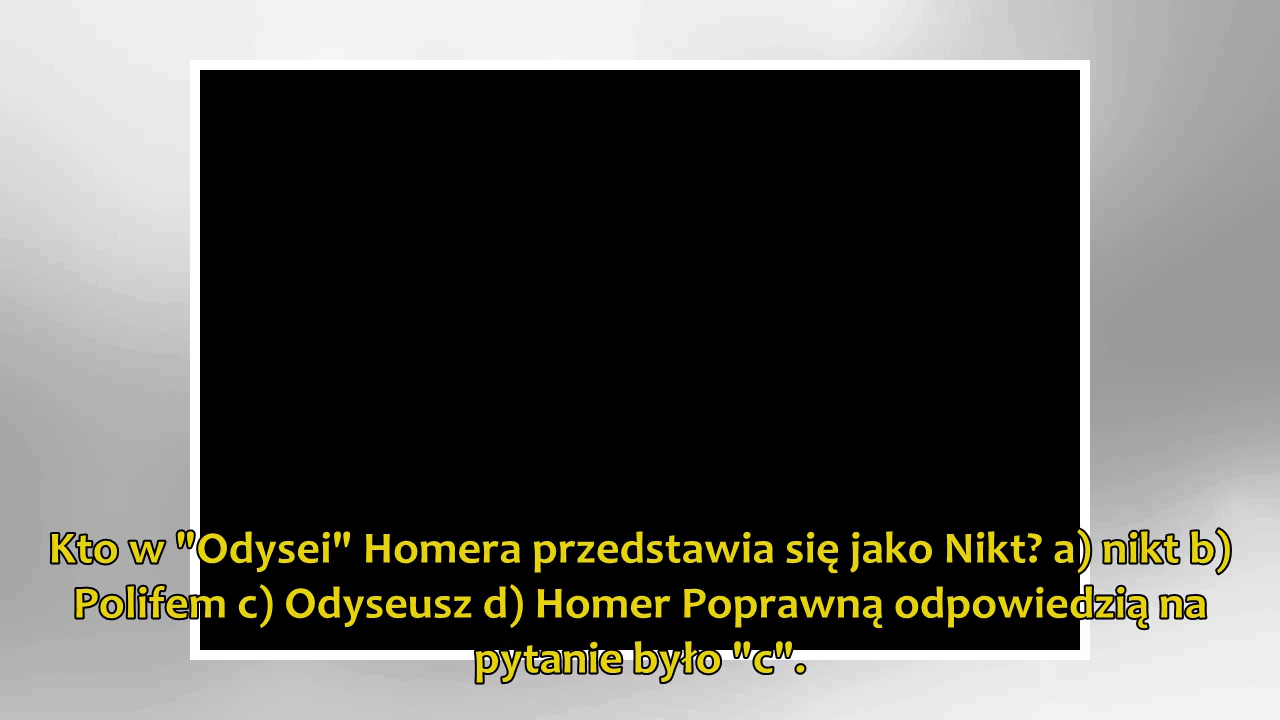 Kto w "Odysei" Homera przedstawia się jako Nikt? a) nikt b)
Polifem c) Odyseusz d) Homer Poprawną odpowiedzią na
pytanie było "c".